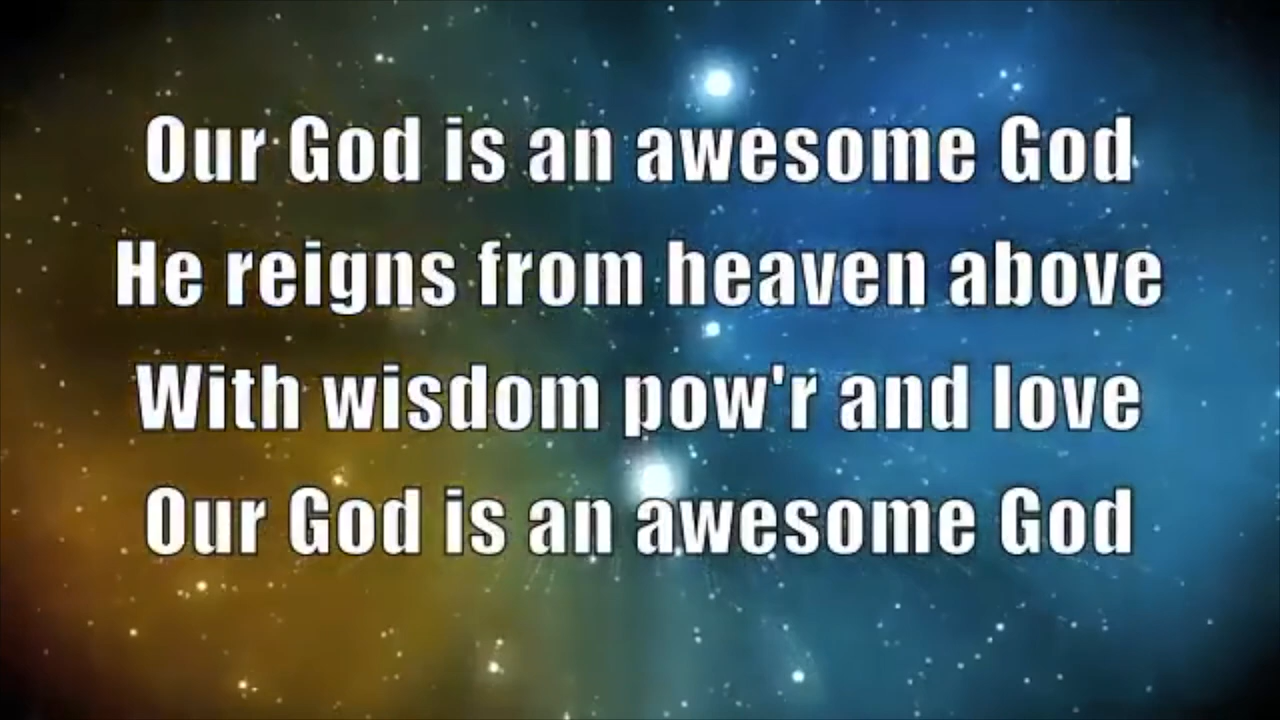 Our God is an awesome God
He reigns from heaven above
With wisdom pow'r and love
Our God is an awesome God